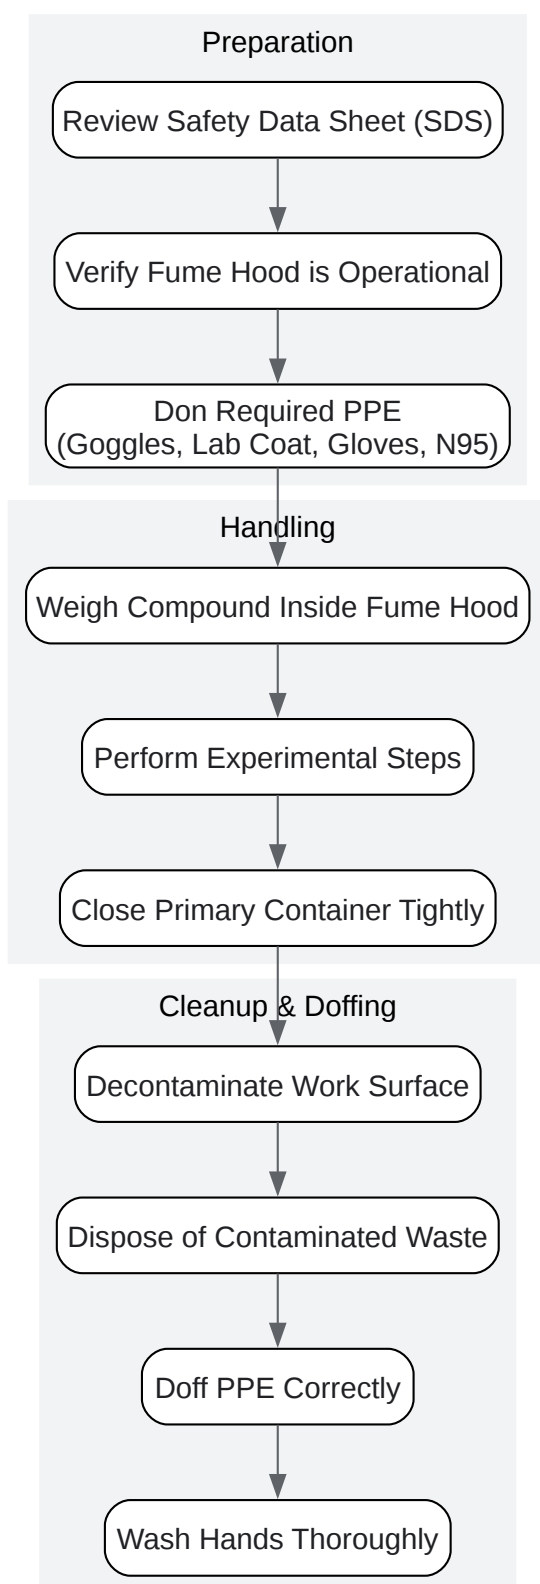 Preparation
Review Safety Data Sheet (SDS)
Verify Fume Hood is Operational
Don Required PPE
(Goggles, Lab Coat, Gloves, N95)
Handling
Weigh Compound Inside Fume Hood
Perform Experimental Steps
Close Primary Container Tightly
Cleanup & Doffing
Decontaminate Work Surface
Dispose of Contaminated Waste
Doff PPE Correctly
Wash Hands Thoroughly